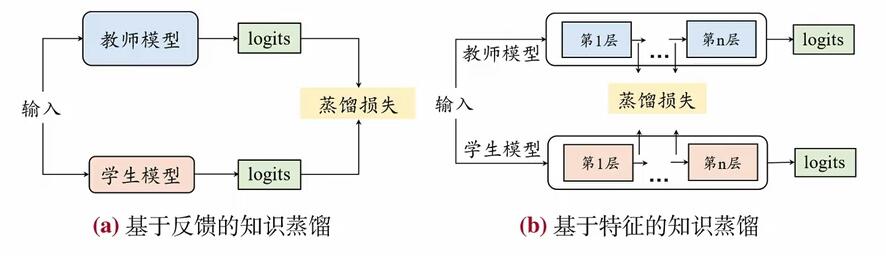 教师模型
logits
输入
蒸馏损失
学生模型
logits
(a) 基于反馈的知识蒸馏
教师模型
第1层
...
第n层
logits
输入
蒸馏损失
学生模型
第1层
...
第n层
logits
(b) 基于特征的知识蒸馏